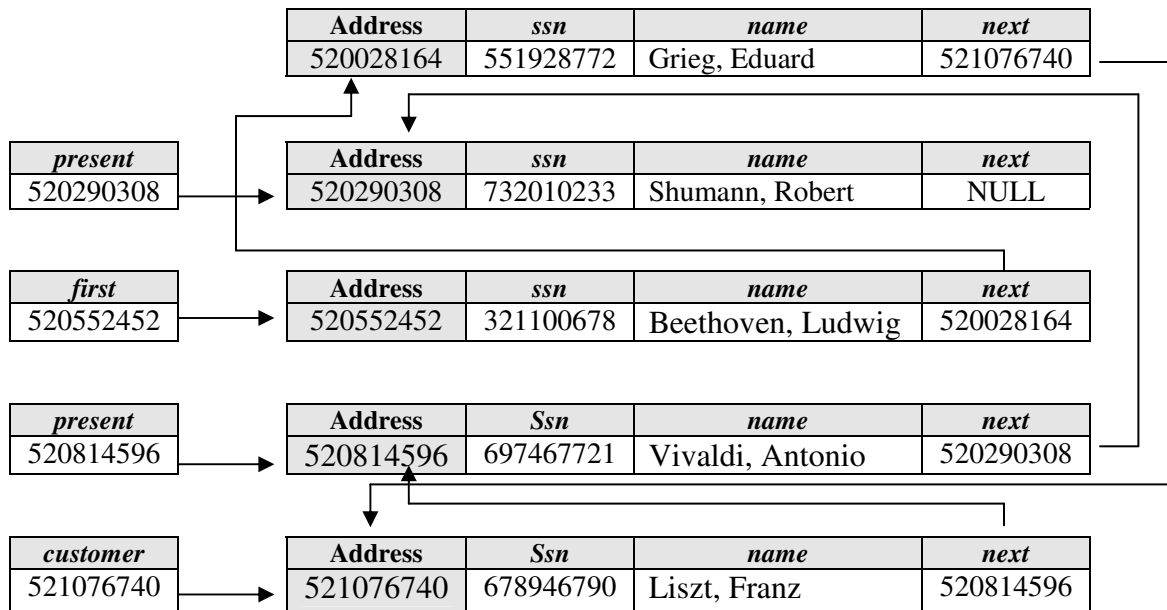 Address ssn name next
520028164 551928772 Grieg, Eduard 521076740
present Address ssn name next
520290308 520290308 732010233 Shumann, Robert NULL
first Address ssn name next
520552452 520552452 321100678 Beethoven, Ludwig 520028164
present Address Ssn name next
520814596 520814596 697467721 Vivaldi, Antonio 520290308
customer Address Ssn name next
521076740 521076740 678946790 Liszt, Franz 520814596